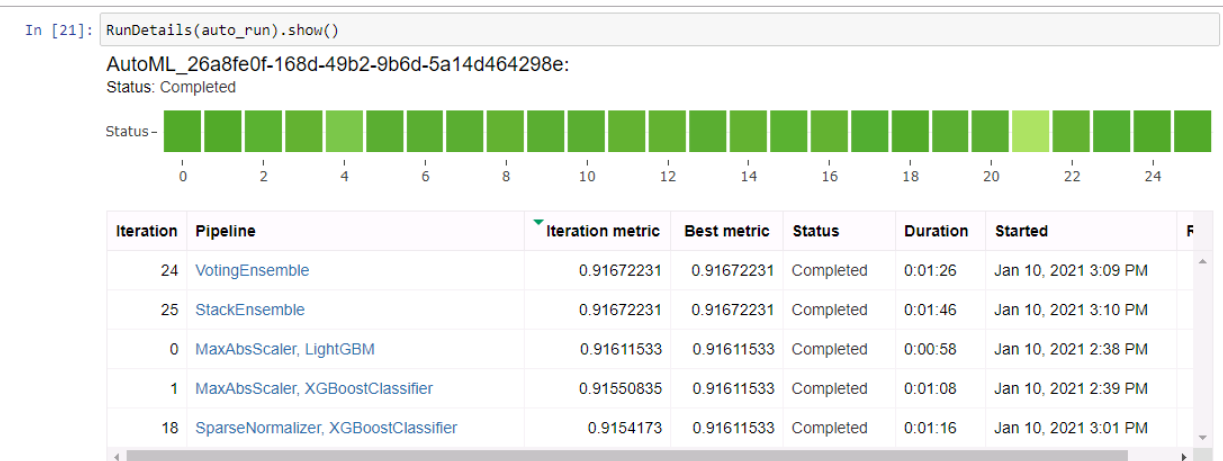 In [21]: RunDetails(auto_run).show()
AutoML_26a8fe0f-168d-49b2-9b6d-5a14d464298e:
Status: Completed
Status-
0 2 4 6 8 10 12 14 16 18 20 22 24
Iteration Pipeline Iteration metric Best metric Status Duration Started
24 VotingEnsemble 0.91672231 0.91672231 Completed 0:01:26 Jan 10, 2021 3:09 PM
25 StackEnsemble 0.91672231 0.91672231 Completed 0:01:46 Jan 10, 2021 3:10 PM
0 MaxAbsScaler, LightGBM 0.91611533 0.91611533 Completed 0:00:58 Jan 10, 2021 2:38 PM
1 MaxAbsScaler, XGBoostClassifier 0.91550835 0.91611533 Completed 0:01:08 Jan 10, 2021 2:39 PM
18 SparseNormalizer, XGBoostClassifier 0.9154173 0.91611533 Completed 0:01:16 Jan 10, 2021 3:01 PM